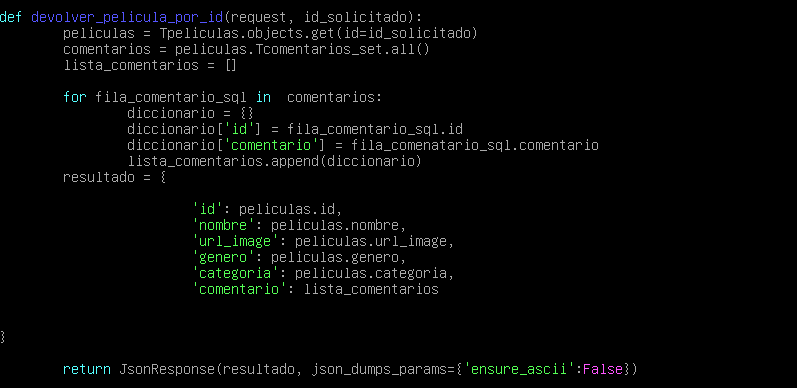 def devolver_pelicula_por_id(request, id_solicitado):
peliculas = Tpeliculas.objects.get(id=id_solicitado)
comentarios = peliculas.Tcomentarios_set.all()
lista_comentarios = []
for fila_comentario_sql in  comentarios:
diccionario = {}
diccionario['id'] = fila_comentario_sql.id
diccionario['comentario'] = fila_comenatario_sql.comentario
lista_comentarios.append(diccionario)
resultado = {
'id': peliculas.id,
'nombre': peliculas.nombre,
'url_image': peliculas.url_image,
'genero': peliculas.genero,
'categoria': peliculas.categoria,
'comentario': lista_comentarios
}
return JsonResponse(resultado, json_dumps_params={'ensure_ascii':False})